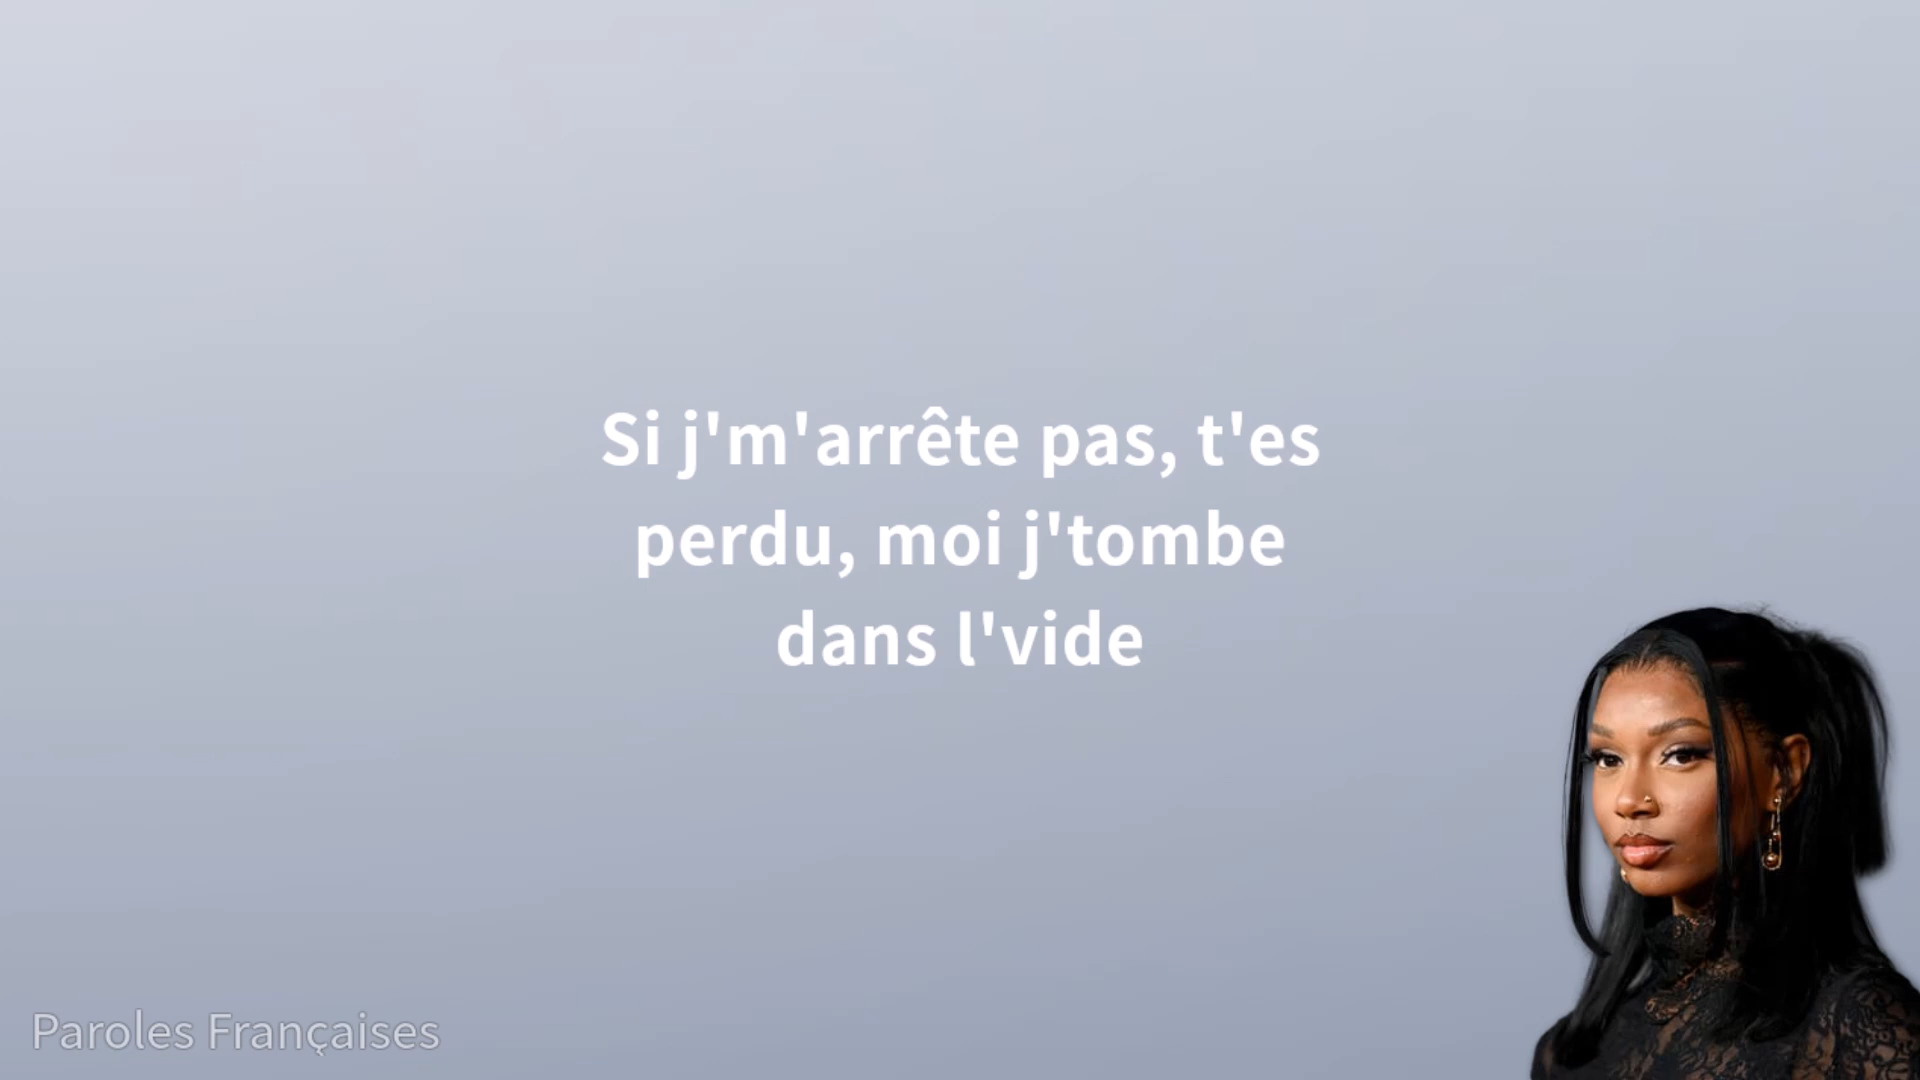 Si j'm'arrête pas, t'es
perdu, moi j'tombe
dans l'vide
Paroles Françaises